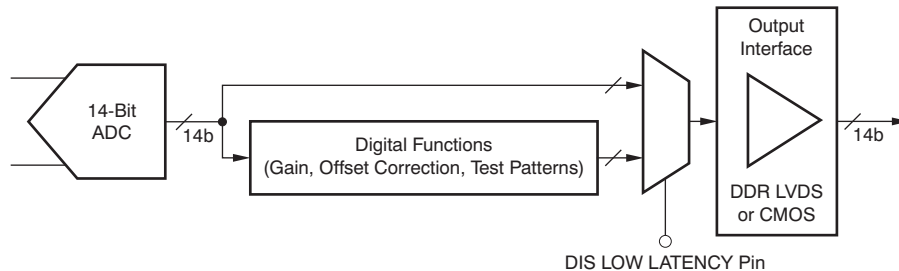 14-Bit
ADC
14b
Digital Functions
(Gain, Offset Correction, Test Patterns)
DIS LOW LATENCY Pin
Output
Interface
DDR LVDS
or CMOS
14b